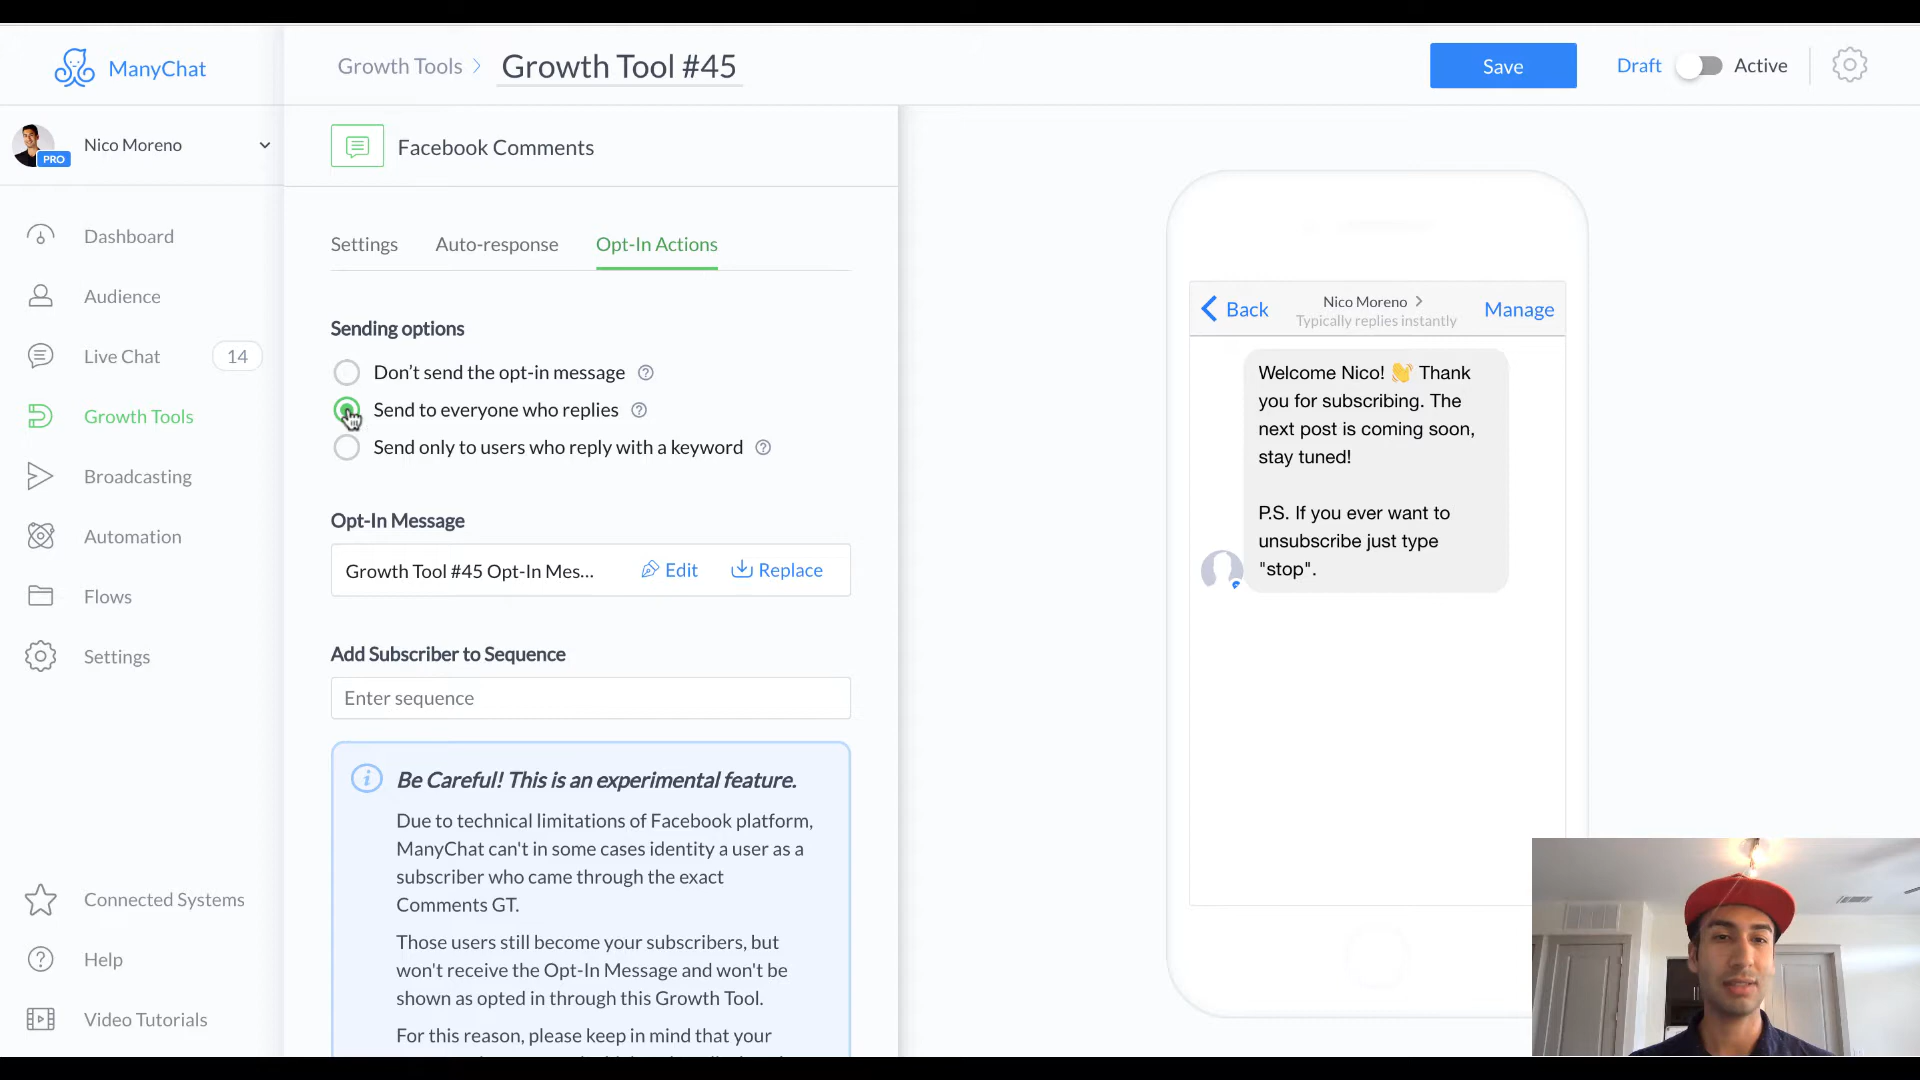 ManyChat
Growth Tools
Growth Tool #45
Save
Draft
Active
Nico Moreno
PRO
Dashboard
Audience
Live Chat
14
Growth Tools
Broadcasting
Automation
Flows
Settings
Connected Systems
Help
Video Tutorials
Facebook Comments
Settings
Auto-response
Opt-In Actions
Sending options
Don't send the opt-in message ?
Send to everyone who replies ?
Send only to users who reply with a keyword ?
Opt-In Message
Growth Tool #45 Opt-In Mes...
Edit
Replace
Add Subscriber to Sequence
Enter sequence
i
Be Careful! This is an experimental feature.
Due to technical limitations of Facebook platform,
ManyChat can't in some cases identity a user as a
subscriber who came through the exact
Comments GT.
Those users still become your subscribers, but
won't receive the Opt-In Message and won't be
shown as opted in through this Growth Tool.
For this reason, please keep in mind that your
Back
Nico Moreno
Typically replies instantly
Manage
Welcome Nico! 👋 Thank
you for subscribing. The
next post is coming soon,
stay tuned!
P.S. If you ever want to
unsubscribe just type
"stop".